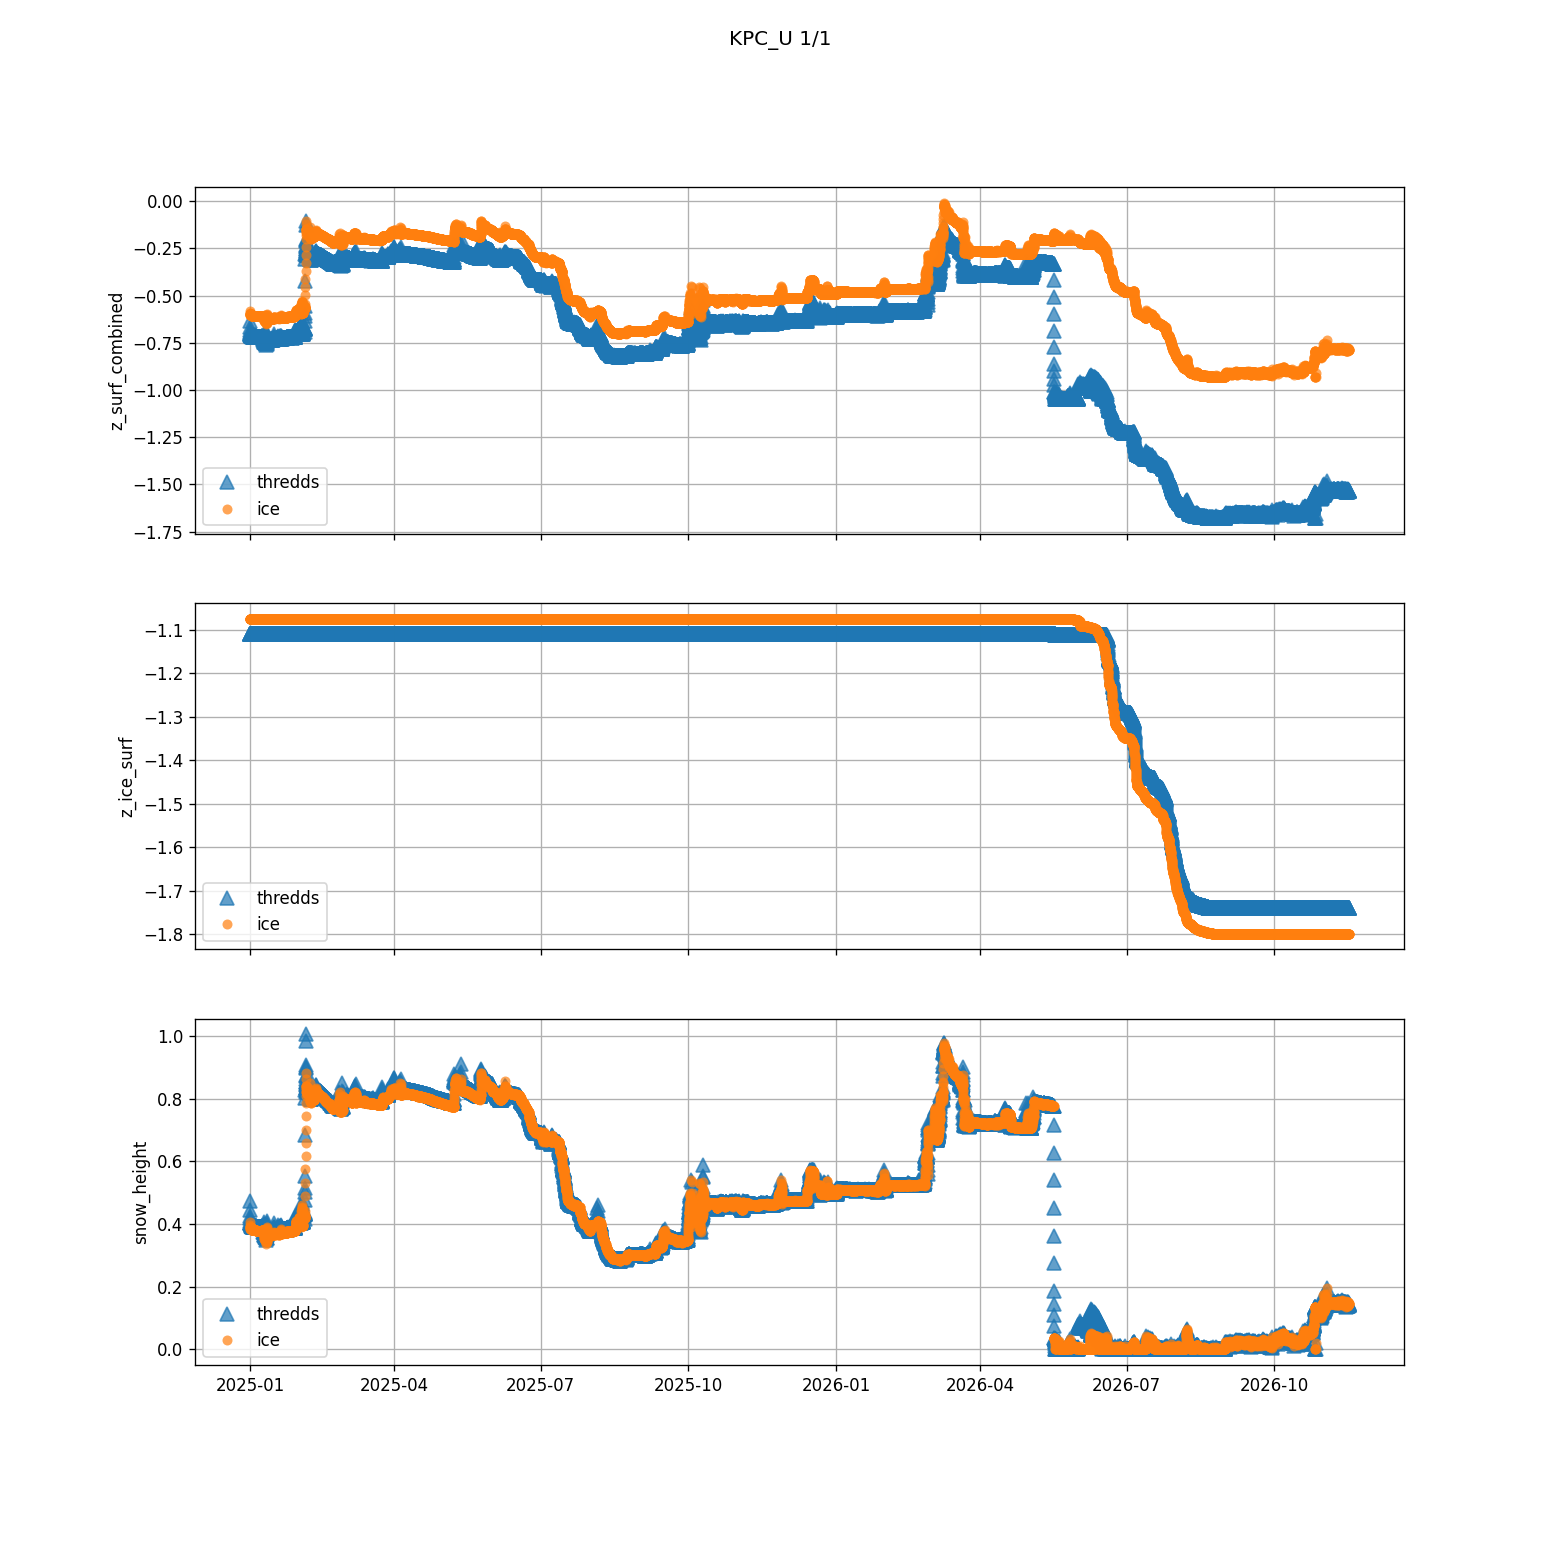 KPC_U 1/1
z_surf_combined
0.00
−0.25
−0.50
−0.75
−1.00
−1.25
−1.50
−1.75
thredds
ice
z_ice_surf
−1.1
−1.2
−1.3
−1.4
−1.5
−1.6
−1.7
−1.8
thredds
ice
snow_height
1.0
0.8
0.6
0.4
0.2
0.0
thredds
ice
2025-01 2025-04 2025-07 2025-10 2026-01 2026-04 2026-07 2026-10